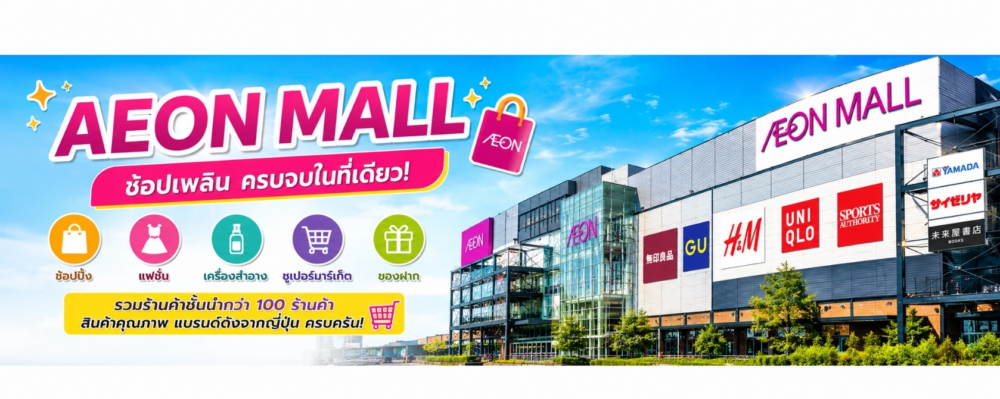 AEON MALL
ช้อปเพลิน ครบจบในที่เดียว!
AEON
ช้อปปิ้ง
แฟชั่น
เครื่องสำอาง
ซูเปอร์มาร์เก็ต
ของฝาก
รวมร้านค้าชั้นนำกว่า 100 ร้านค้า
สินค้าคุณภาพ แบรนด์ดังจากญี่ปุ่น ครบครัน!
AEON MALL
AEON
AEON
無印良品
GU
H&M
UNI
QLO
SPORTS
AUTHORITY
YAMADA
サイゼリヤ
未来屋書店
BOOKS